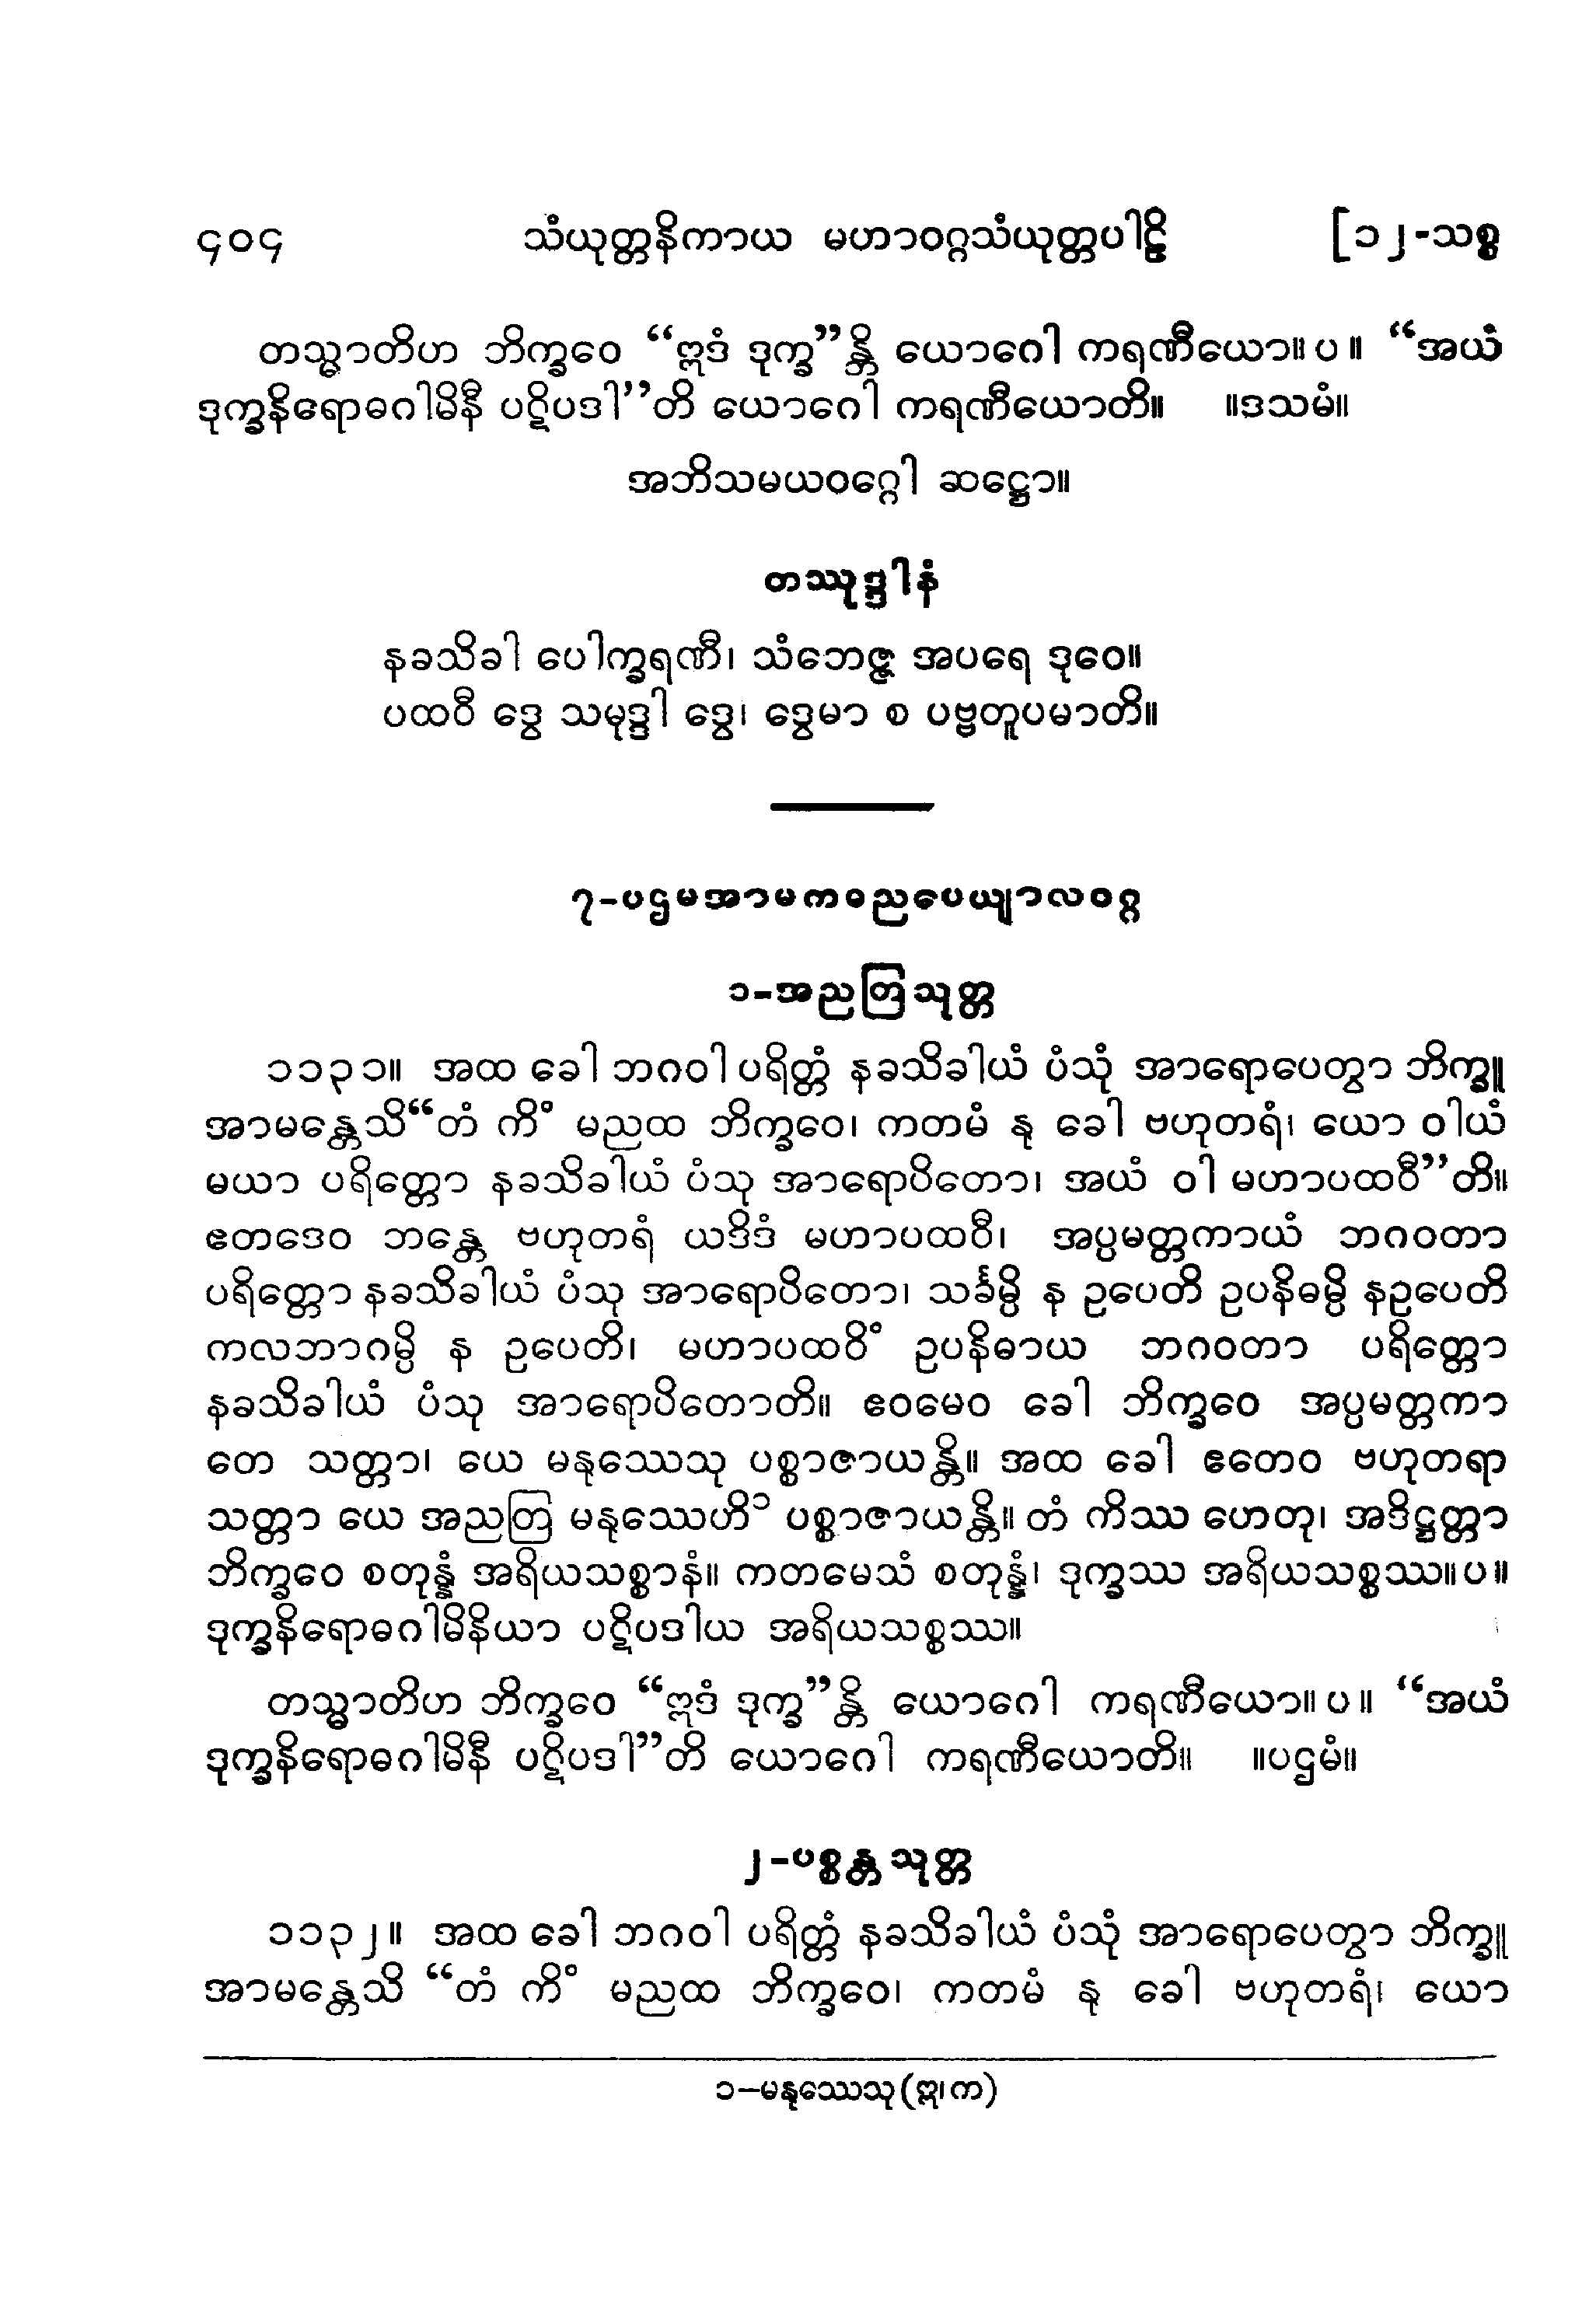 ၄၀၄ သံယုတ္တနိကာယ မဟာဝဂ္ဂသံယုတ္တပါဠိ [၁၂-သစ္စ
တသ္မာတိဟ ဘိက္ခဝေ “ဣဒံ ဒုက္ခ”န္တိ ယောဂေါ ကရဏီယော။ ပ ။ “အယံ
ဒုက္ခနိရောဓဂါမိနီ ပဋိပဒါ”တိ ယောဂေါ ကရဏီယောတိ။ ။ဒသမံ။
အဘိသမယဝဂ္ဂေါ ဆဋ္ဌော။
တဿုဒ္ဒါနံ
နခသိခါ ပေါက္ခရဏီ၊ သံဘေဇ္ဇ အပရေ ဒုဝေ။
ပထဝီ ဒွေ သမုဒ္ဒါ ဒွေ၊ ဒွေမာ စ ပဗ္ဗတူပမာတိ။
၇-ပဌမအာမကဓညပေယျာလဝဂ္ဂ
၁-အညတြသုတ္တ
၁၁၃၁။ အထ ခေါ ဘဂဝါ ပရိတ္တံ နခသိခါယံ ပံသုံ အာရောပေတွာ ဘိက္ခူ
အာမန္တေသိ“တံ ကိံ မညထ ဘိက္ခဝေ၊ ကတမံ နု ခေါ ဗဟုတရံ၊ ယော ဝါယံ
မယာ ပရိတ္တော နခသိခါယံ ပံသု အာရောပိတော၊ အယံ ဝါ မဟာပထဝီ”တိ။
ဧတဒေဝ ဘန္တေ ဗဟုတရံ ယဒိဒံ မဟာပထဝီ၊ အပ္ပမတ္တကာယံ ဘဂဝတာ
ပရိတ္တော နခသိခါယံ ပံသု အာရောပိတော၊ သင်္ခမ္ပိ န ဥပေတိ ဥပနိဓမ္ပိ နဥပေတိ
ကလဘာဂမ္ပိ န ဥပေတိ၊ မဟာပထဝိံ ဥပနိဓာယ ဘဂဝတာ ပရိတ္တော
နခသိခါယံ ပံသု အာရောပိတောတိ။ ဧဝမေဝ ခေါ ဘိက္ခဝေ အပ္ပမတ္တကာ
တေ သတ္တာ၊ ယေ မနုဿေသု ပစ္စာဇာယန္တိ။ အထ ခေါ ဧတေဝ ဗဟုတရာ
သတ္တာ ယေ အညတြ မနုဿေဟိ၁ ပစ္စာဇာယန္တိ။ တံ ကိဿ ဟေတု၊ အဒိဋ္ဌတ္တာ
ဘိက္ခဝေ စတုန္နံ အရိယသစ္စာနံ။ ကတမေသံ စတုန္နံ၊ ဒုက္ခဿ အရိယသစ္စဿ။ ပ ။
ဒုက္ခနိရောဓဂါမိနိယာ ပဋိပဒါယ အရိယသစ္စဿ။
တသ္မာတိဟ ဘိက္ခဝေ “ဣဒံ ဒုက္ခ”န္တိ ယောဂေါ ကရဏီယော။ ပ ။ “အယံ
ဒုက္ခနိရောဓဂါမိနီ ပဋိပဒါ”တိ ယောဂေါ ကရဏီယောတိ။ ။ပဌမံ။
၂-ပစ္စန္တသုတ္တ
၁၁၃၂။ အထ ခေါ ဘဂဝါ ပရိတ္တံ နခသိခါယံ ပံသုံ အာရောပေတွာ ဘိက္ခူ
အာမန္တေသိ “တံ ကိံ မညထ ဘိက္ခဝေ၊ ကတမံ နု ခေါ ဗဟုတရံ၊ ယော
၁-မနုဿေသု (ဣ၊က)